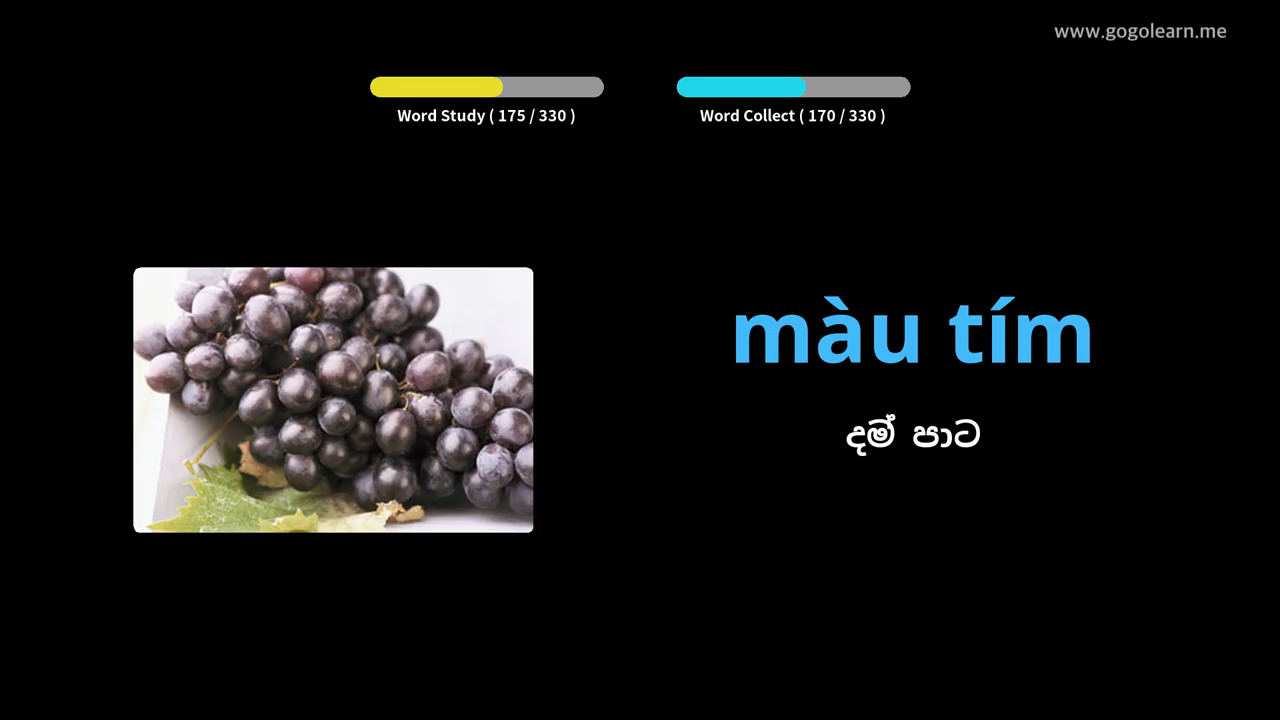 www.gogolearn.me
Word Study ( 175 / 330 )
Word Collect ( 170 / 330 )
màu tím
දම් පාට